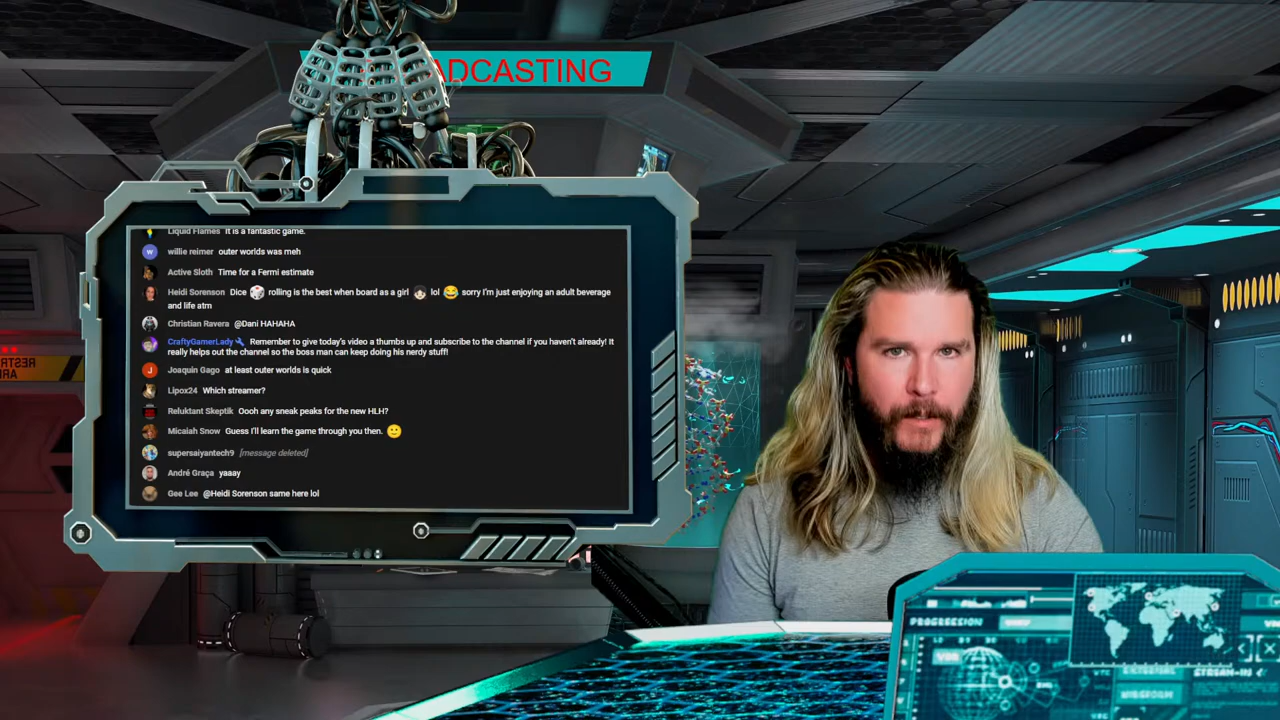 ADCASTING
Liquid Flames It is a fantastic game.
W willie reimer outer worlds was meh
Active Sloth Time for a Fermi estimate
Heidi Sorenson Dice 🎲 rolling is the best when board as a girl 👧🏻 lol 😂 sorry I'm just enjoying an adult beverage
and life atm
Christian Ravera @Dani HAHAHA
CraftyGamerLady 🔧 Remember to give today's video a thumbs up and subscribe to the channel if you haven't already! It
really helps out the channel so the boss man can keep doing his nerdy stuff!
J Joaquin Gago at least outer worlds is quick
Lipox24 Which streamer?
Reluktant Skeptik Oooh any sneak peaks for the new HLH?
Micaiah Snow Guess I'll learn the game through you then. 🙂
supersaiyantech9 [message deleted]
André Graça yaaay
Gee Lee @Heidi Sorenson same here lol
PROGRESSION
STREAM-IN